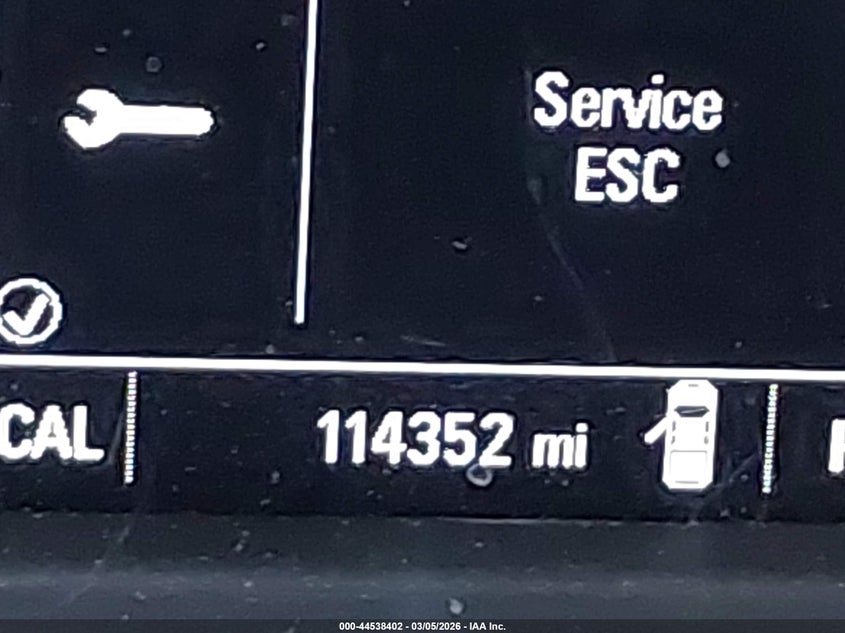 Service
ESC
CAL
114352 mi
000-44538402 - 03/05/2026 - IAA Inc.